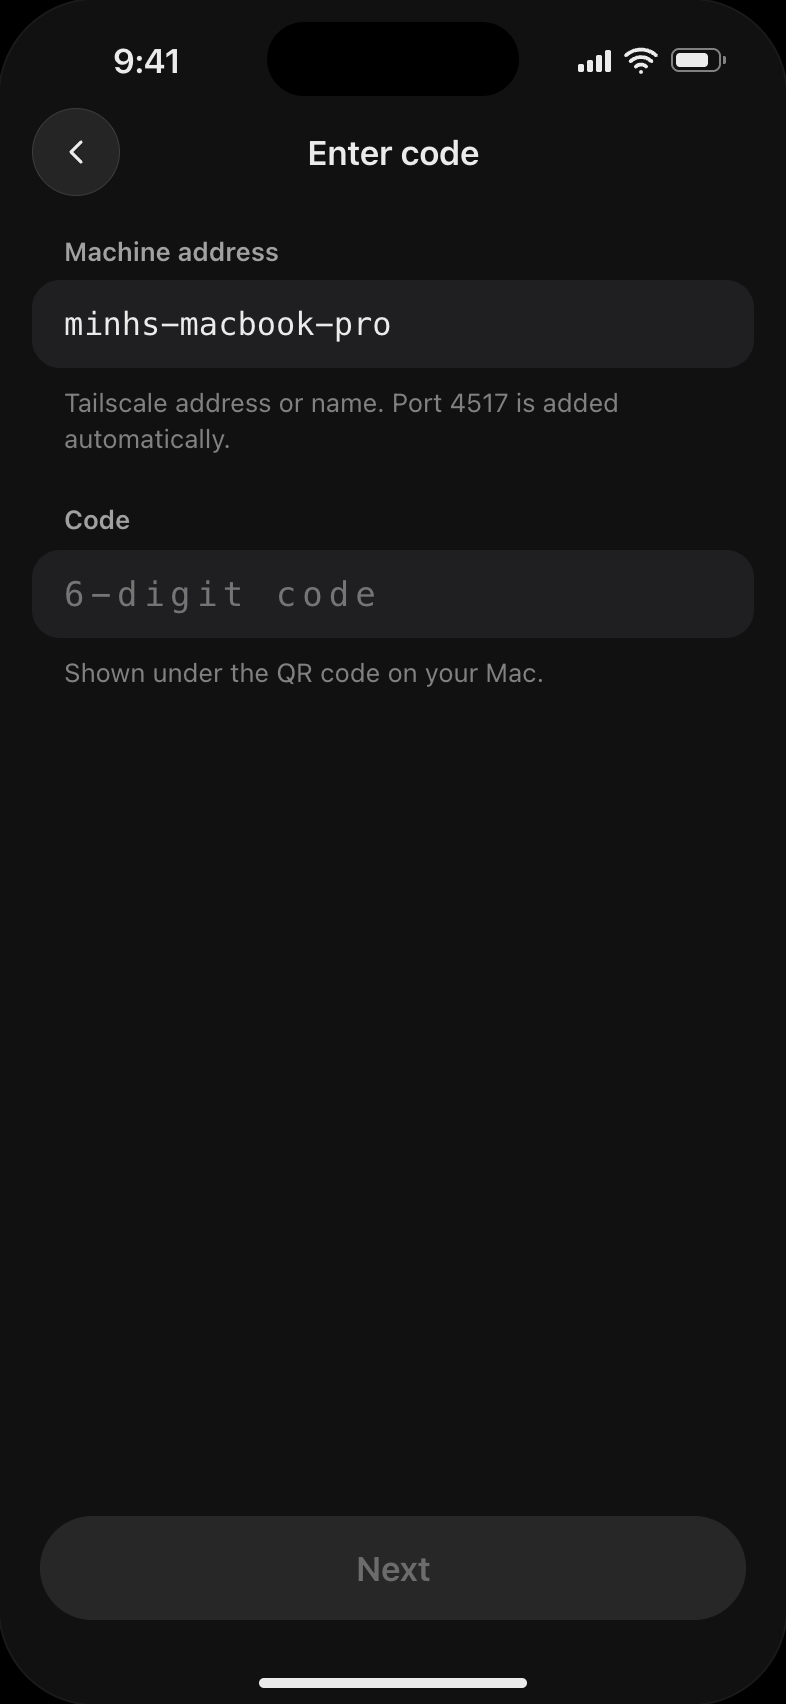 9:41
Enter code
Machine address
minhs-macbook-pro
Tailscale address or name. Port 4517 is added
automatically.
Code
6-digit code
Shown under the QR code on your Mac.
Next